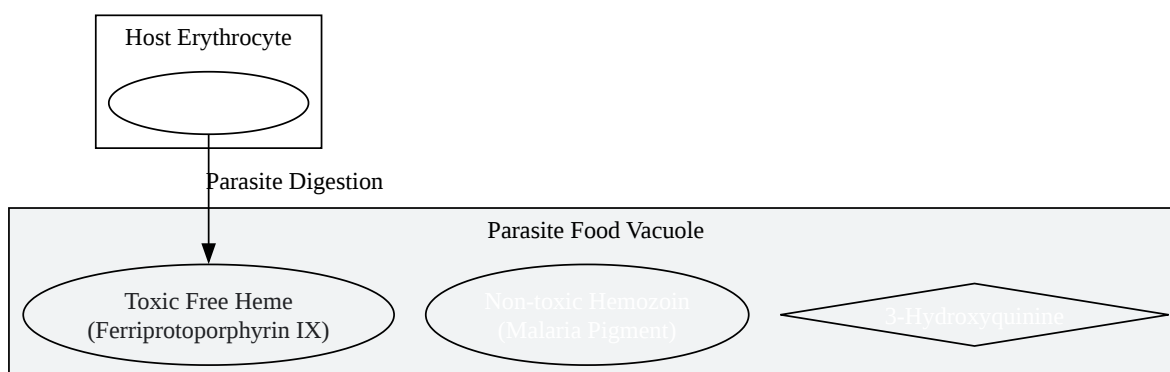 Host Erythrocyte
Parasite Digestion
Parasite Food Vacuole
Toxic Free Heme
(Ferriprotoporphyrin IX)
Non-toxic Hemozoin
(Malaria Pigment)
3-Hydroxyquinine